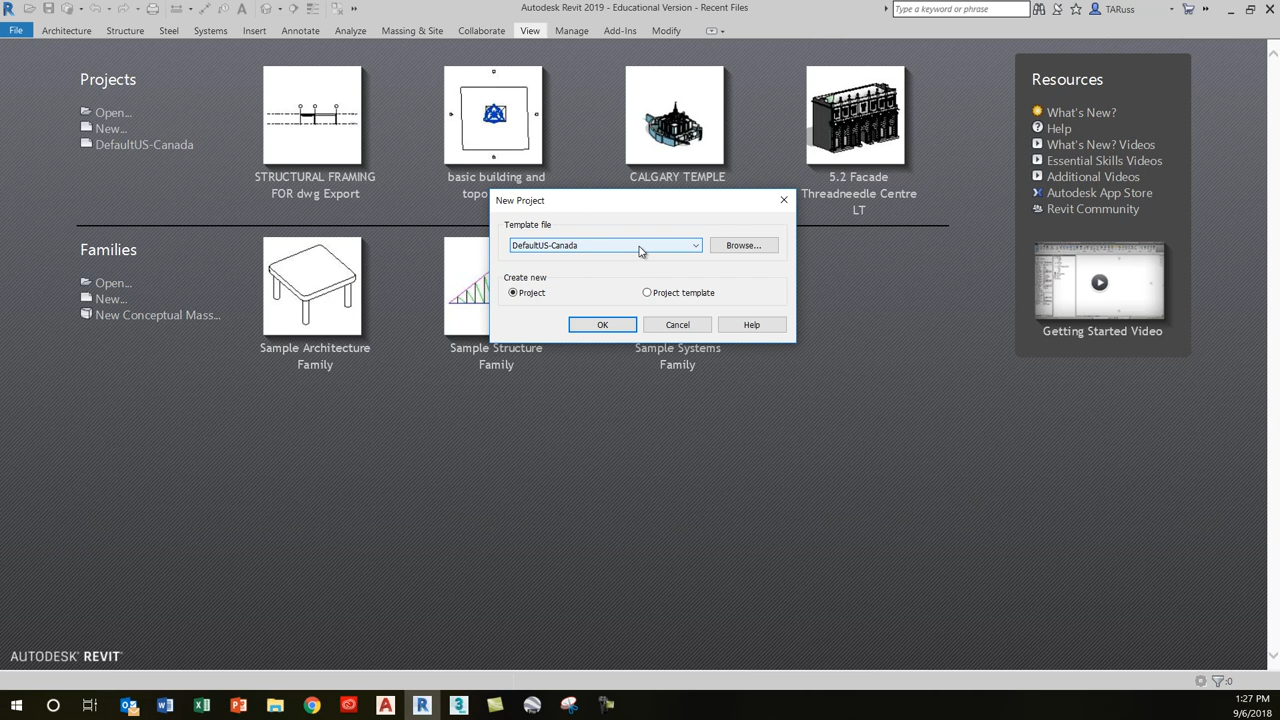 Autodesk Revit 2019 - Educational Version - Recent Files
Type a keyword or phrase
TARuss
File
Architecture
Structure
Steel
Systems
Insert
Annotate
Analyze
Massing & Site
Collaborate
View
Manage
Add-Ins
Modify
Projects
Open...
New...
DefaultUS-Canada
STRUCTURAL FRAMING
FOR dwg Export
basic building and
topo
CALGARY TEMPLE
5.2 Facade
Threadneedle Centre
LT
Resources
What's New?
Help
What's New? Videos
Essential Skills Videos
Additional Videos
Autodesk App Store
Revit Community
Getting Started Video
New Project
Template file
DefaultUS-Canada
Browse...
Create new
Project
Project template
OK
Cancel
Help
Families
Open...
New...
New Conceptual Mass...
Sample Architecture
Family
Sample Structure
Family
Sample Systems
Family
AUTODESK® REVIT®
:0
1:27 PM
9/6/2018